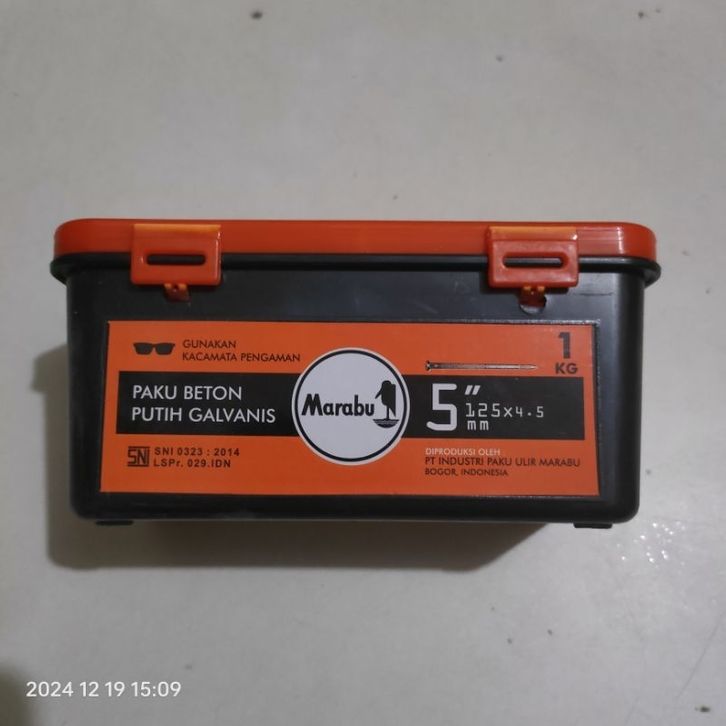 GUNAKAN
KACAMATA PENGAMAN
1
KG
PAKU BETON
PUTIH GALVANIS
Marabu
5"
125x4.5
mm
SNI
SNI 0323 : 2014
LSPr. 029.IDN
DIPRODUKSI OLEH
PT INDUSTRI PAKU ULIR MARABU
BOGOR, INDONESIA
2024 12 19 15:09